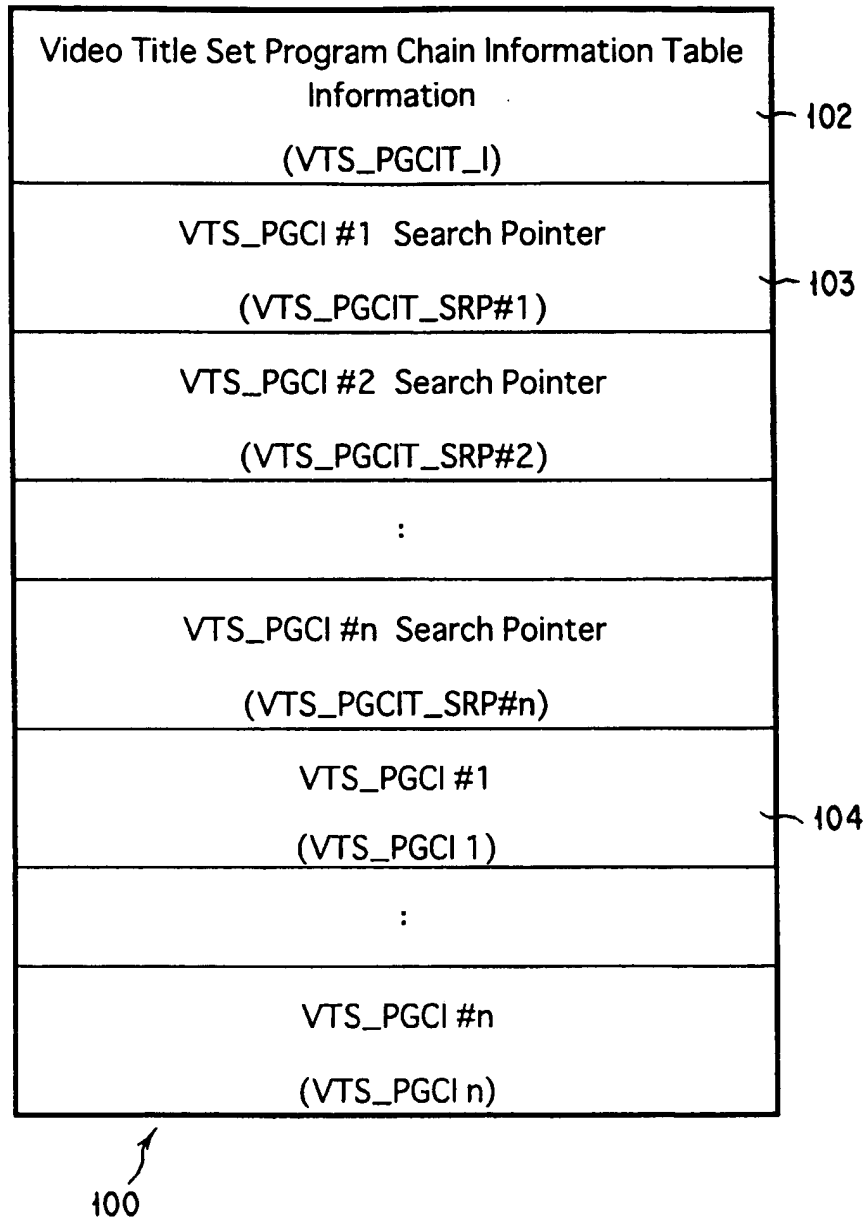 Video Title Set Program Chain Information Table
Information
(VTS_PGCIT_I)
102
VTS_PGCI #1 Search Pointer
(VTS_PGCIT_SRP#1)
103
VTS_PGCI #2 Search Pointer
(VTS_PGCIT_SRP#2)
:
VTS_PGCI #n Search Pointer
(VTS_PGCIT_SRP#n)
VTS_PGCI #1
(VTS_PGCI 1)
104
:
VTS_PGCI #n
(VTS_PGCI n)
100